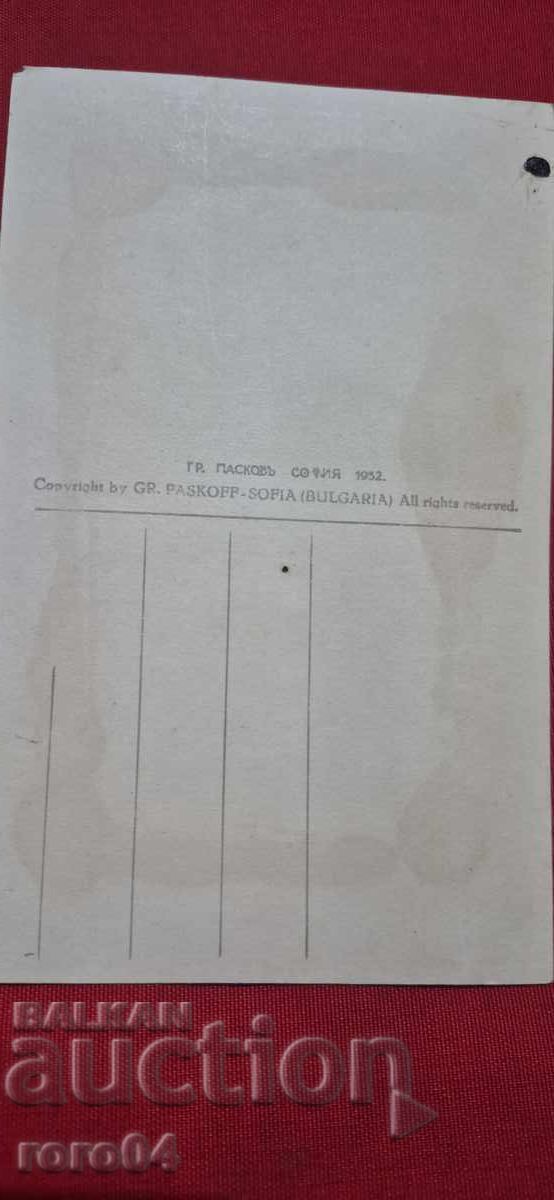 ГР. ПАСКОВЪ СОФИЯ 1932.
Copyright by GR. PASKOFF-SOFIA (BULGARIA) All rights reserved.
BALKAN
auction
roro04